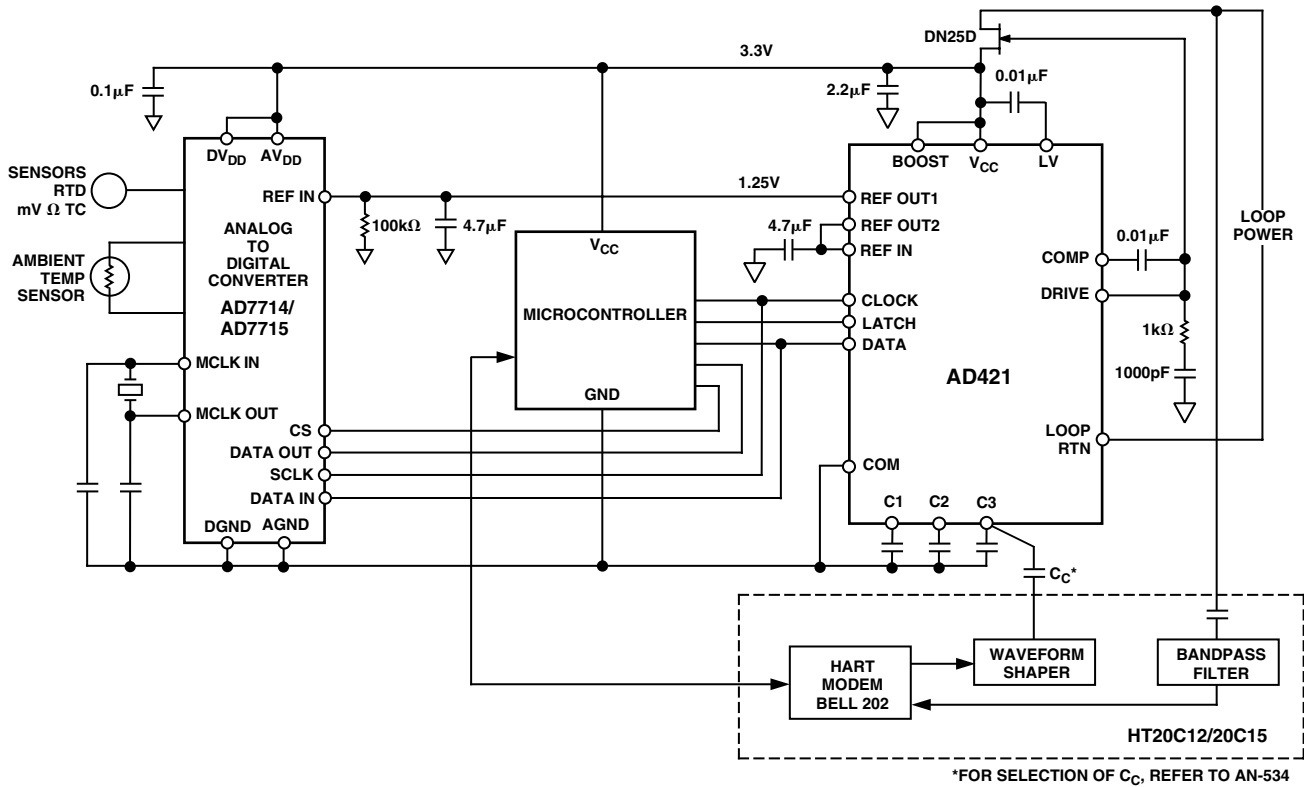 DN25D
3.3V
0.1μF
2.2μF
0.01μF
DVDD
AVDD
BOOST
VCC
LV
SENSORS
RTD
mV Ω TC
REF IN
1.25V
REF OUT1
100kΩ
4.7μF
4.7μF
REF OUT2
REF IN
LOOP
POWER
ANALOG
TO
DIGITAL
CONVERTER
AD7714/
AD7715
VCC
MICROCONTROLLER
GND
0.01μF
COMP
DRIVE
AMBIENT
TEMP
SENSOR
CLOCK
LATCH
DATA
1kΩ
1000pF
AD421
MCLK IN
MCLK OUT
CS
DATA OUT
SCLK
DATA IN
LOOP
RTN
COM
DGND
AGND
C1
C2
C3
CC*
HART
MODEM
BELL 202
WAVEFORM
SHAPER
BANDPASS
FILTER
HT20C12/20C15
*FOR SELECTION OF CC, REFER TO AN-534